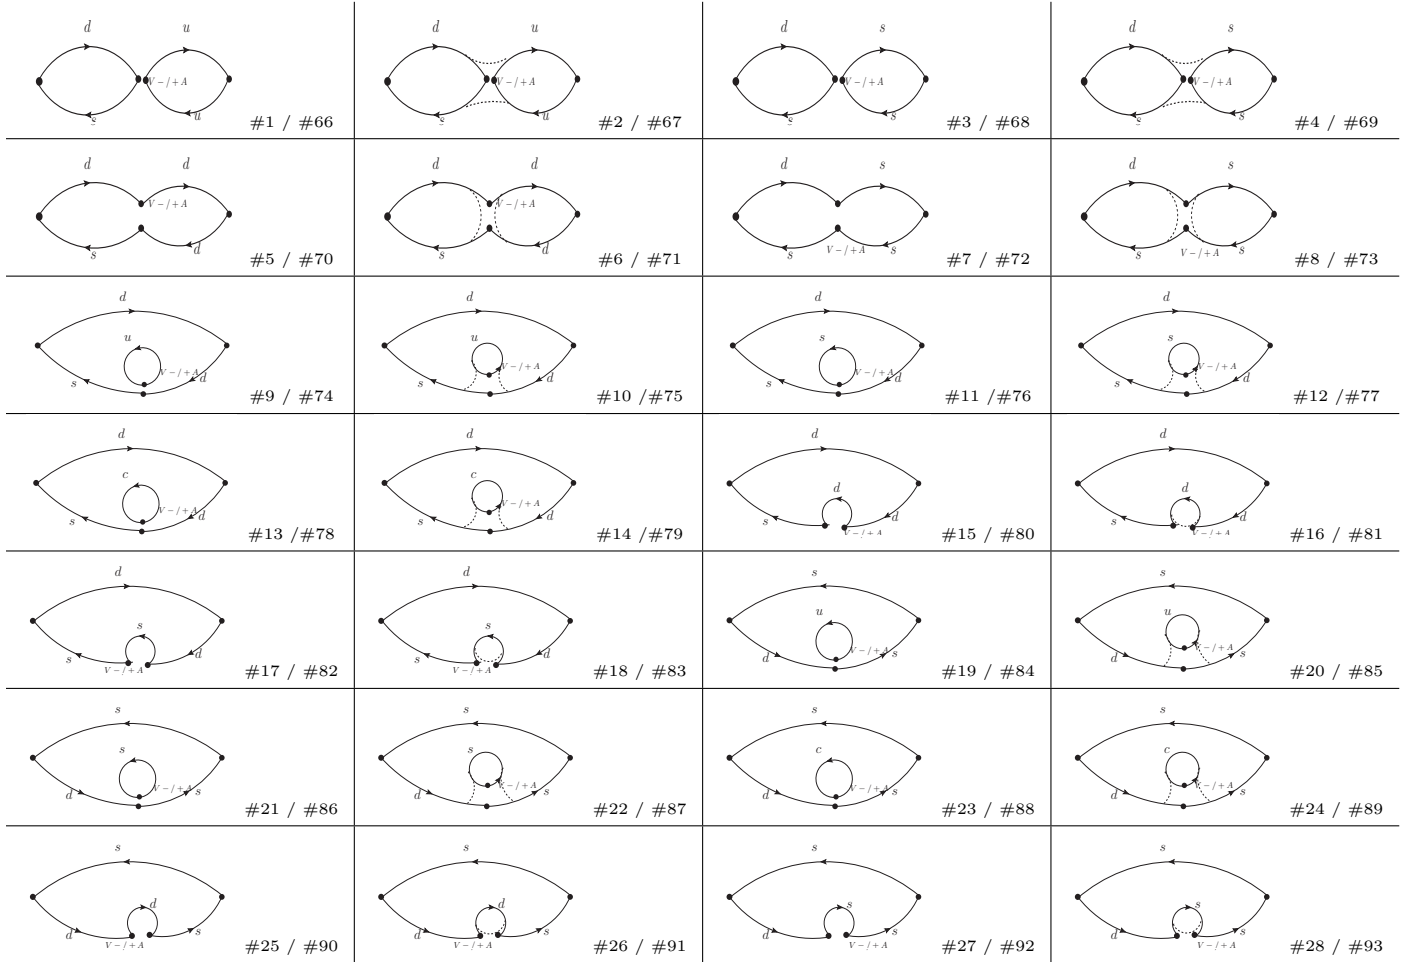 d u d u d s d s
V−/+A V−/+A V−/+A V−/+A
s u s u s s s s
#1 / #66 #2 / #67 #3 / #68 #4 / #69
d d d d d s d s
V−/+A V−/+A
s d s d s V−/+A s s V−/+A s
#5 / #70 #6 / #71 #7 / #72 #8 / #73
d d d d
u u s s
V−/+A V−/+A V−/+A V−/+A
s d s d s d s d
#9 / #74 #10 /#75 #11 /#76 #12 /#77
d d d d
c c d d
V−/+A V−/+A
s d s d s d s d
V−/+A V−/+A
#13 /#78 #14 /#79 #15 / #80 #16 / #81
d d s s
s s u u
V−/+A V−/+A
s d s d d s d s
V−/+A V−/+A
#17 / #82 #18 / #83 #19 / #84 #20 / #85
s s s s
s s c c
V−/+A V−/+A V−/+A V−/+A
d s d s d s d s
#21 / #86 #22 / #87 #23 / #88 #24 / #89
s s s s
d d s s
d s d s d s d s
V−/+A V−/+A V−/+A V−/+A
#25 / #90 #26 / #91 #27 / #92 #28 / #93